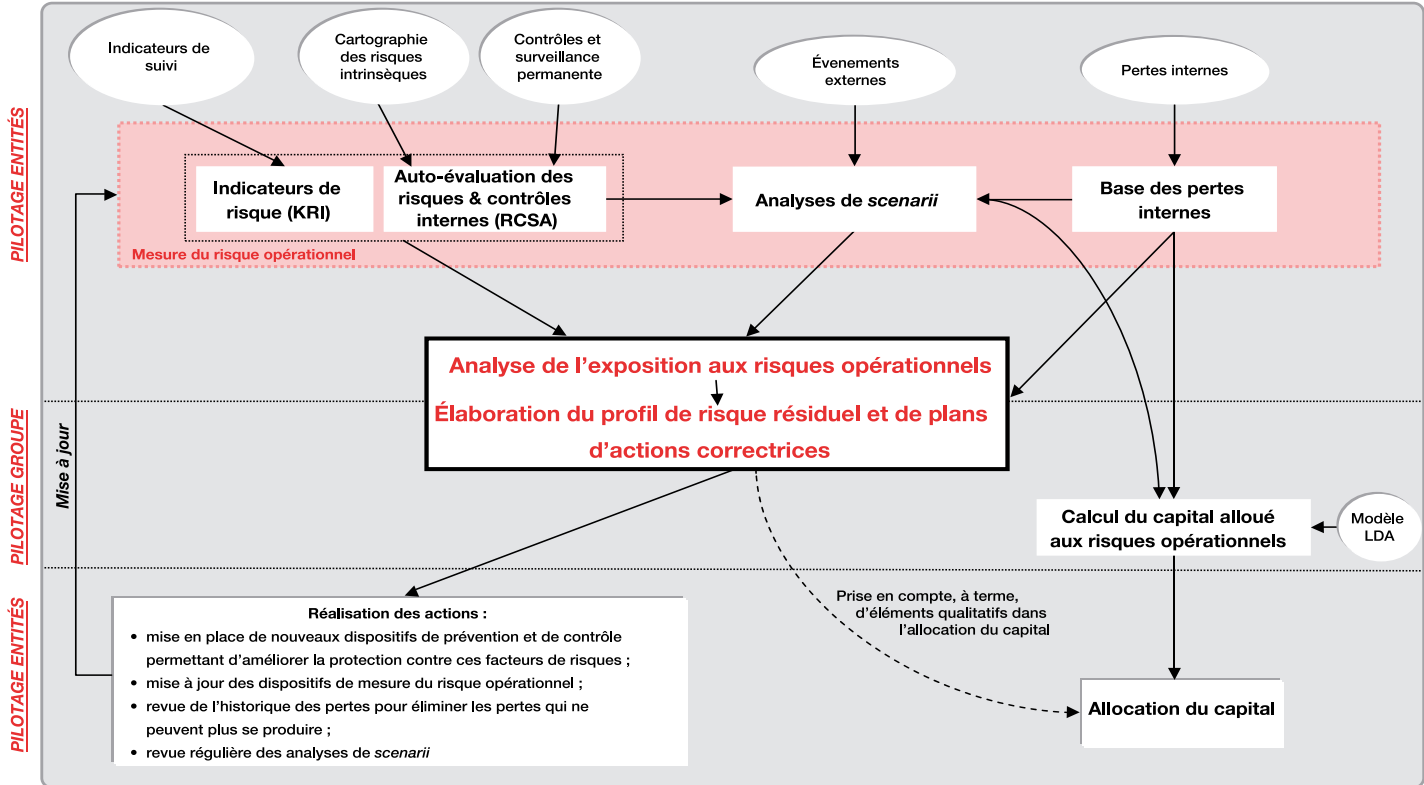 Indicateurs de
suivi
Cartographie
des risques
intrinsèques
Contrôles et
surveillance
permanente
Évenements
externes
Pertes internes
PILOTAGE ENTITÉS
Indicateurs de
risque (KRI)
Auto-évaluation des
risques & contrôles
internes (RCSA)
Analyses de scenarii
Base des pertes
internes
Mesure du risque opérationnel
Analyse de l’exposition aux risques opérationnels
Élaboration du profil de risque résiduel et de plans
d’actions correctrices
PILOTAGE GROUPE
Mise à jour
Calcul du capital alloué
aux risques opérationnels
Modèle
LDA
PILOTAGE ENTITÉS
Réalisation des actions :
• mise en place de nouveaux dispositifs de prévention et de contrôle
permettant d’améliorer la protection contre ces facteurs de risques ;
• mise à jour des dispositifs de mesure du risque opérationnel ;
• revue de l’historique des pertes pour éliminer les pertes qui ne
peuvent plus se produire ;
• revue régulière des analyses de scenarii
Prise en compte, à terme,
d’éléments qualitatifs dans
l’allocation du capital
Allocation du capital